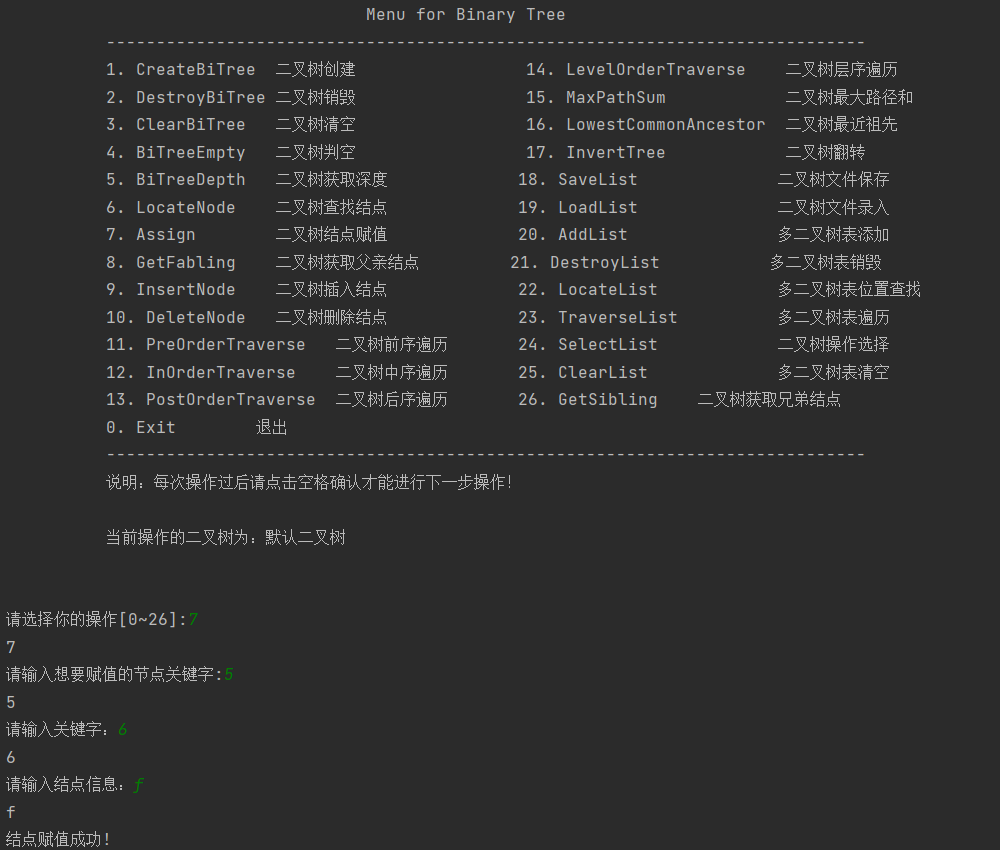 Menu for Binary Tree
----------------------------------------------------------------------------
1. CreateBiTree 二叉树创建 14. LevelOrderTraverse 二叉树层序遍历
2. DestroyBiTree 二叉树销毁 15. MaxPathSum 二叉树最大路径和
3. ClearBiTree 二叉树清空 16. LowestCommonAncestor 二叉树最近祖先
4. BiTreeEmpty 二叉树判空 17. InvertTree 二叉树翻转
5. BiTreeDepth 二叉树获取深度 18. SaveList 二叉树文件保存
6. LocateNode 二叉树查找结点 19. LoadList 二叉树文件录入
7. Assign 二叉树结点赋值 20. AddList 多二叉树表添加
8. GetFabling 二叉树获取父亲结点 21. DestroyList 多二叉树表销毁
9. InsertNode 二叉树插入结点 22. LocateList 多二叉树表位置查找
10. DeleteNode 二叉树删除结点 23. TraverseList 多二叉树表遍历
11. PreOrderTraverse 二叉树前序遍历 24. SelectList 二叉树操作选择
12. InOrderTraverse 二叉树中序遍历 25. ClearList 多二叉树表清空
13. PostOrderTraverse 二叉树后序遍历 26. GetSibling 二叉树获取兄弟结点
0. Exit 退出
----------------------------------------------------------------------------
说明：每次操作过后请点击空格确认才能进行下一步操作！
当前操作的二叉树为：默认二叉树
请选择你的操作[0~26]:7
7
请输入想要赋值的节点关键字:5
5
请输入关键字：6
6
请输入结点信息：f
f
结点赋值成功！